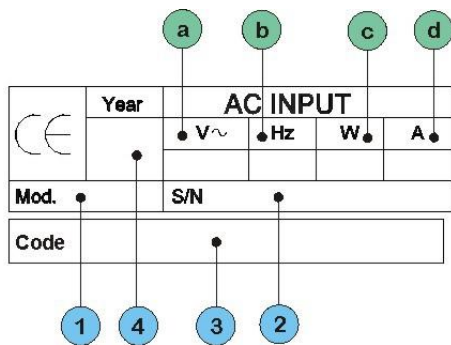 a b c d
CE Year AC INPUT
V~ Hz W A
Mod. S/N
Code
1 4 3 2